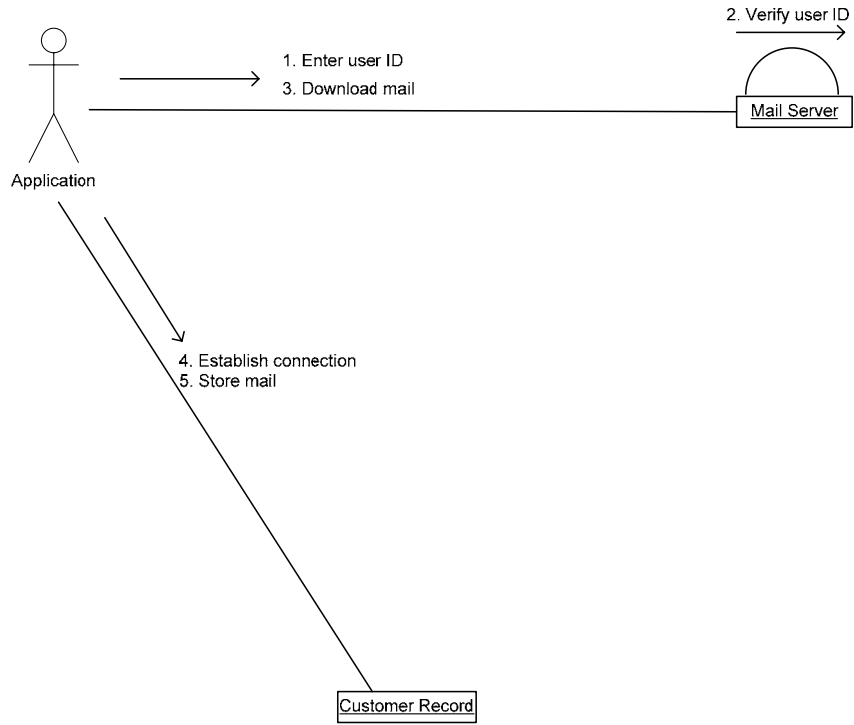 2. Verify user ID
1. Enter user ID
3. Download mail
Mail Server
Application
4. Establish connection
5. Store mail
Customer Record